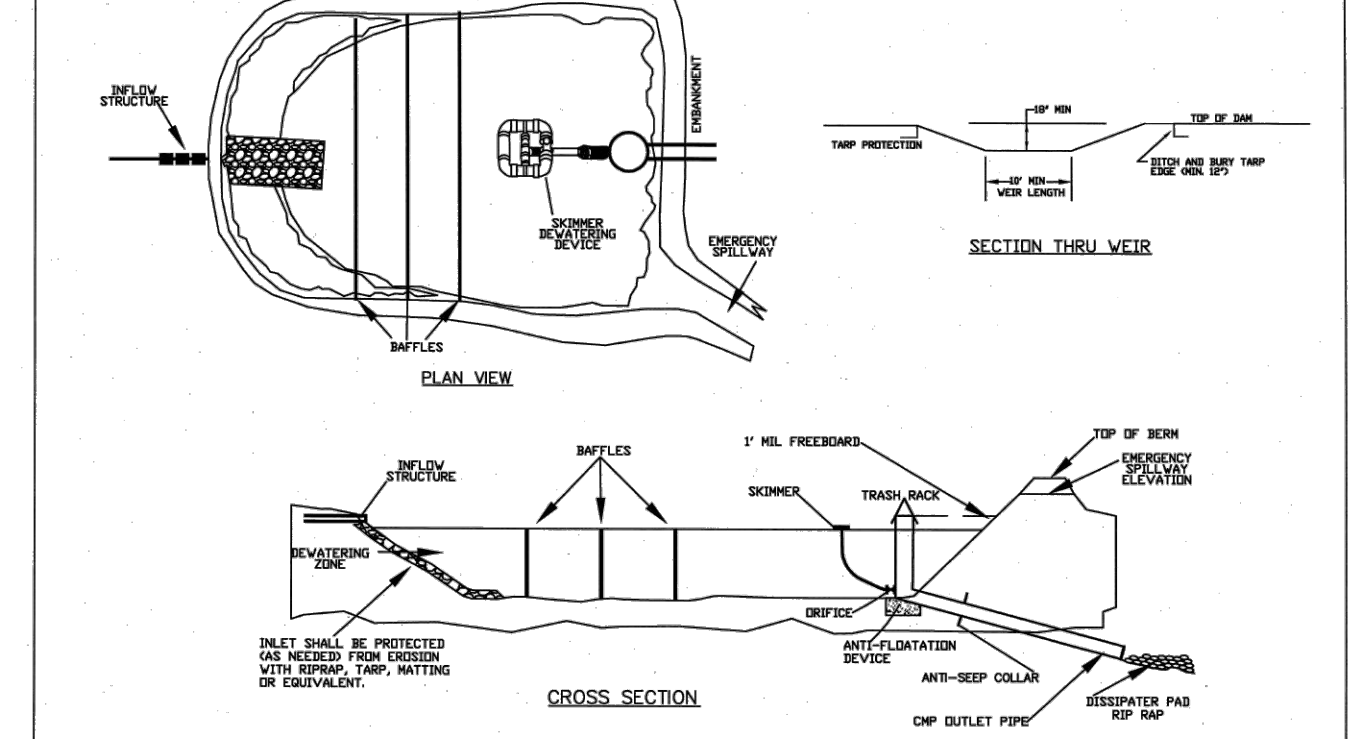 INFLOW
STRUCTURE
EMBANKMENT
SKIMMER
DEWATERING
DEVICE
EMERGENCY
SPILLWAY
BAFFLES
PLAN VIEW
18" MIN
TOP OF DAM
TARP PROTECTION
DITCH AND BURY TARP
EDGE (MIN. 12")
10' MIN
WEIR LENGTH
SECTION THRU WEIR
INFLOW
STRUCTURE
BAFFLES
1' MIL FREEBOARD
SKIMMER
TRASH RACK
TOP OF BERM
EMERGENCY
SPILLWAY
ELEVATION
DEWATERING
ZONE
ORIFICE
INLET SHALL BE PROTECTED
(AS NEEDED) FROM EROSION
WITH RIPRAP, TARP, MATTING
OR EQUIVALENT.
ANTI-FLOATATION
DEVICE
ANTI-SEEP COLLAR
CMP OUTLET PIPE
DISSIPATER PAD
RIP RAP
CROSS SECTION